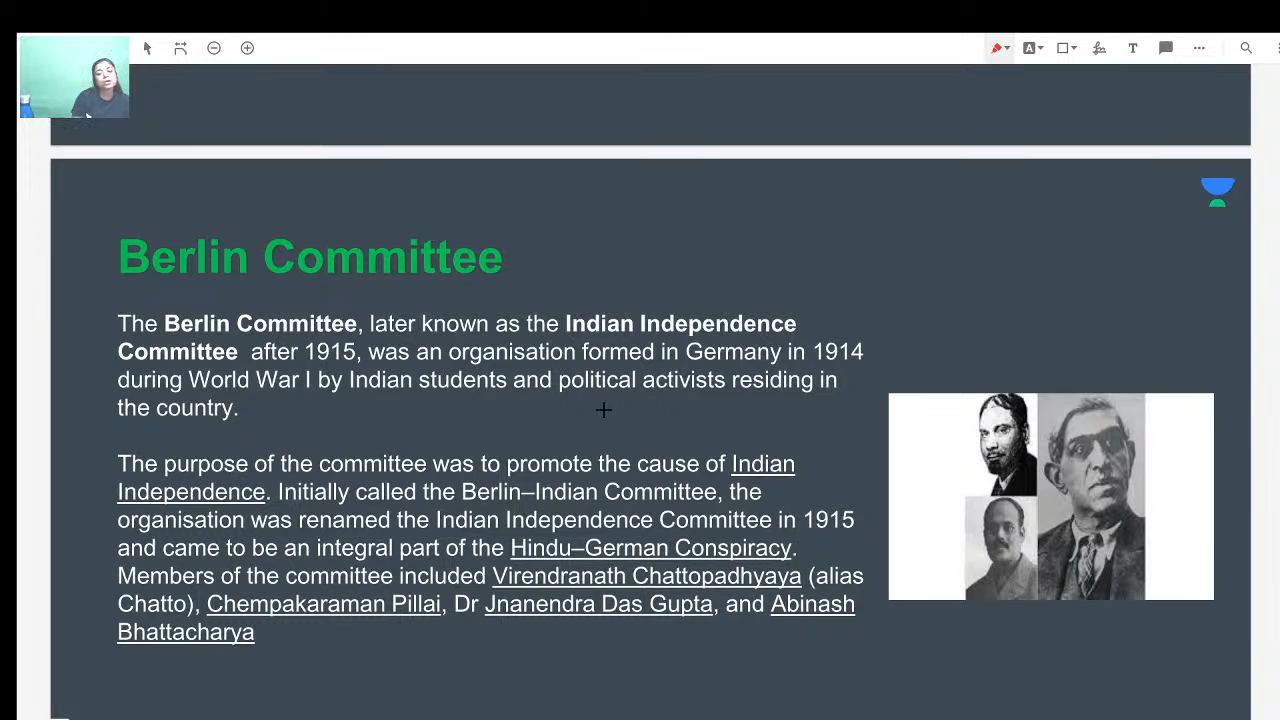 Berlin Committee
The Berlin Committee, later known as the Indian Independence
Committee after 1915, was an organisation formed in Germany in 1914
during World War I by Indian students and political activists residing in
the country.
The purpose of the committee was to promote the cause of Indian
Independence. Initially called the Berlin–Indian Committee, the
organisation was renamed the Indian Independence Committee in 1915
and came to be an integral part of the Hindu–German Conspiracy.
Members of the committee included Virendranath Chattopadhyaya (alias
Chatto), Chempakaraman Pillai, Dr Jnanendra Das Gupta, and Abinash
Bhattacharya